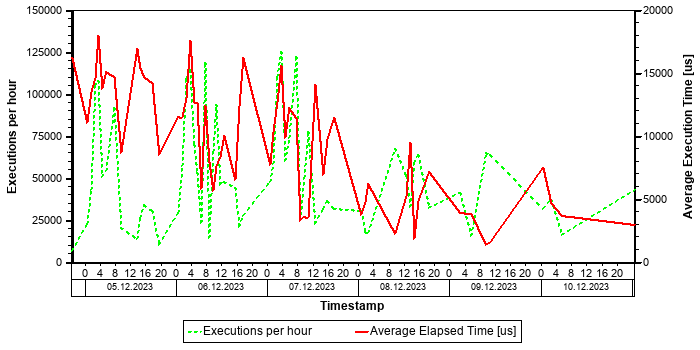 150000
125000
100000
75000
50000
25000
0
Executions per hour
20000
15000
10000
5000
0
Average Execution Time [us]
0 4 8 12 16 20 0 4 8 12 16 20 0 4 8 12 16 20 0 4 8 12 16 20 0 4 8 12 16 20 0 4 8 12 16 20
05.12.2023 06.12.2023 07.12.2023 08.12.2023 09.12.2023 10.12.2023
Timestamp
Executions per hour Average Elapsed Time [us]